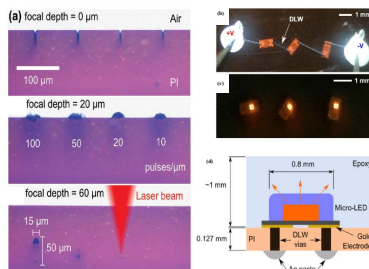 (a)
focal depth = 0 μm
Air
100 μm
PI
focal depth = 20 μm
100
50
20
10
pulses/μm
focal depth = 60 μm
Laser beam
15 μm
50 μm
(b)
DLW
1 mm
+V
-V
(c)
1 mm
(d)
0.8 mm
Epoxy
~1 mm
Micro-LED
0.127 mm
PI
DLW
vias
Gold
Electrode
Ag paste